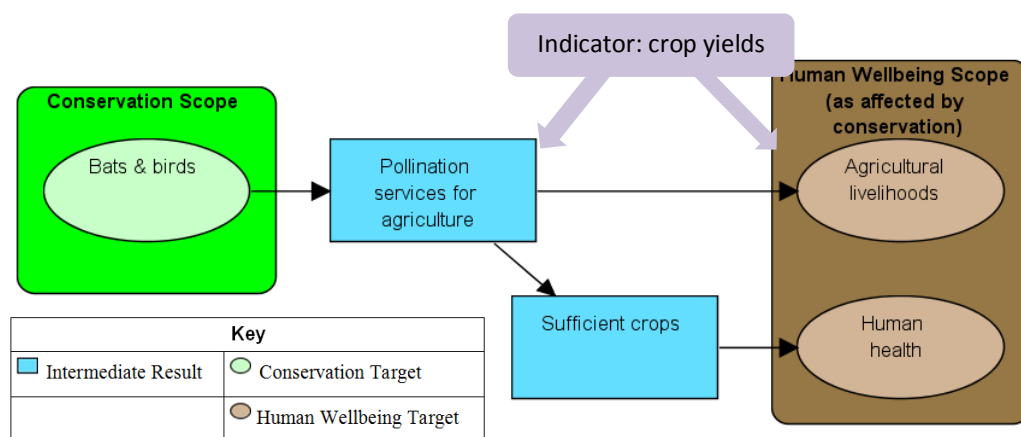 Indicator: crop yields
Conservation Scope
Bats & birds
Pollination
services for
agriculture
Human Wellbeing Scope
(as affected by
conservation)
Agricultural
livelihoods
Sufficient crops
Human
health
Key
Intermediate Result
Conservation Target
Human Wellbeing Target